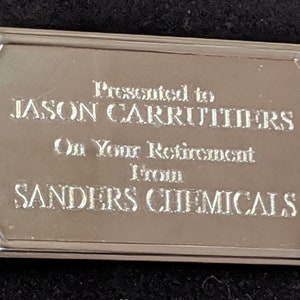 Presented to
JASON CARRUTHERS
On Your Retirement
From
SANDERS CHEMICALS